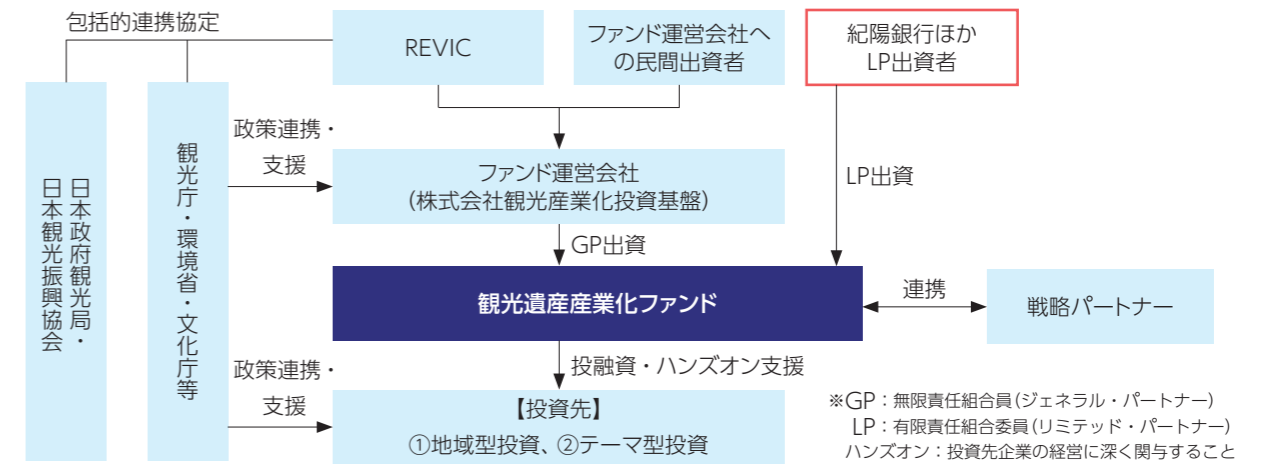 包括的連携協定
REVIC
ファンド運営会社へ
の民間出資者
紀陽銀行ほか
LP出資者
日本政府観光局・
日本観光振興協会
観光庁・環境省・文化庁等
政策連携・
支援
ファンド運営会社
(株式会社観光産業化投資基盤)
LP出資
GP出資
観光遺産産業化ファンド
連携
戦略パートナー
投融資・ハンズオン支援
政策連携・
支援
【投資先】
①地域型投資、②テーマ型投資
※GP：無限責任組合員(ジェネラル・パートナー)
LP：有限責任組合委員(リミテッド・パートナー)
ハンズオン：投資先企業の経営に深く関与すること